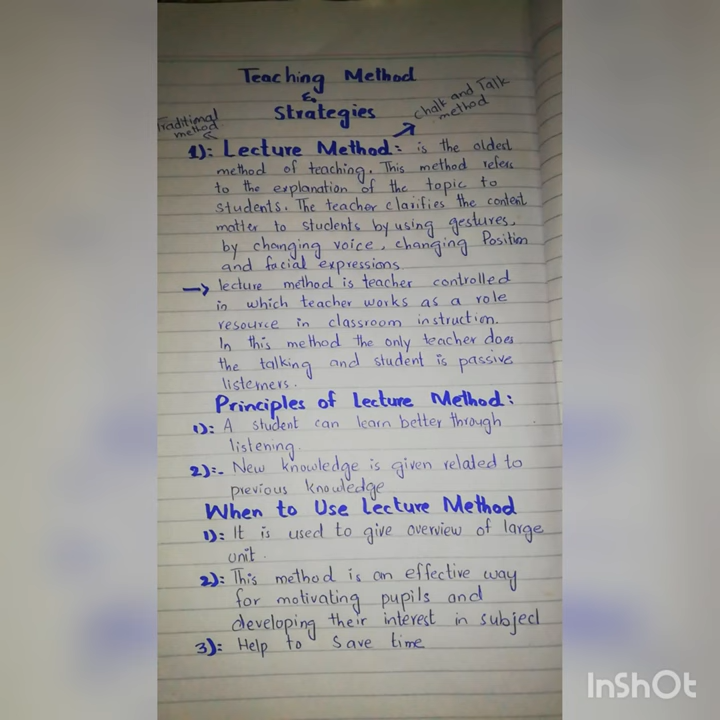 Teaching Method
&
Strategies
Traditional
method
Chalk and Talk
method
1): Lecture Method: is the oldest
method of teaching. This method refers
to the explanation of the topic to
students. The teacher clarifies the content
matter to students by using gestures,
by changing voice, changing Position
and facial expressions
→ lecture method is teacher controlled
in which teacher works as a role
resource in classroom instruction.
In this method the only teacher does
the talking and student is passive
listerners.
Principles of Lecture Method:
1): A student can learn better through
listening.
2):- New knowledge is given related to
previous knowledge
When to Use Lecture Method
1): It is used to give overview of large
unit.
2): This method is an effective way
for motivating pupils and
developing their interest in subject
3): Help to save time
InShOt